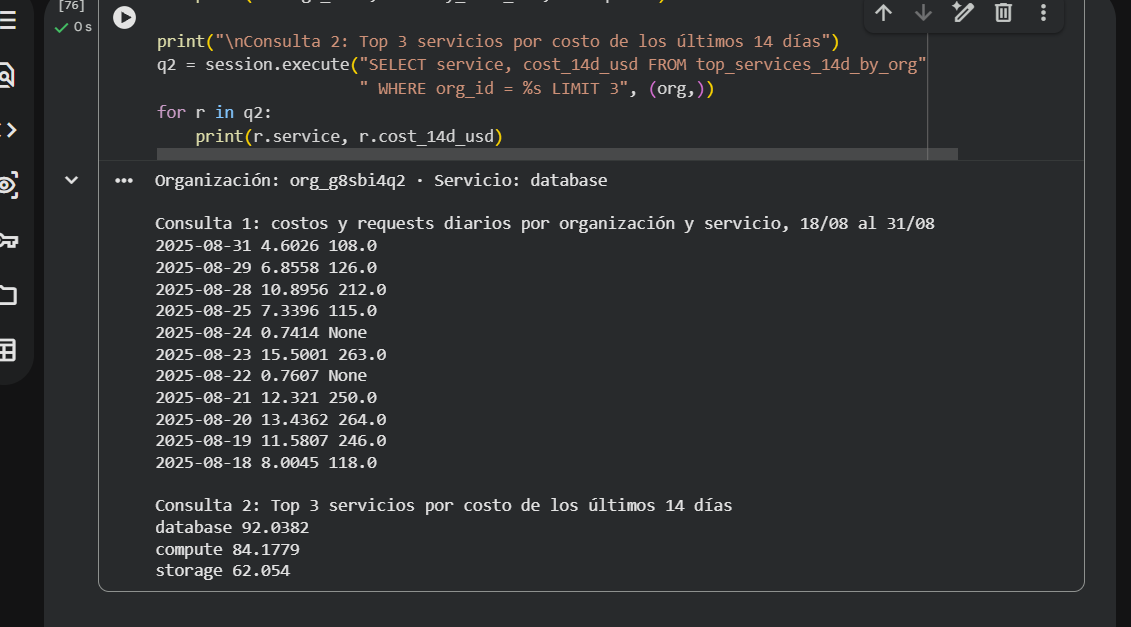 [76]
0 s
print("\nConsulta 2: Top 3 servicios por costo de los últimos 14 días")
q2 = session.execute("SELECT service, cost_14d_usd FROM top_services_14d_by_org"
" WHERE org_id = %s LIMIT 3", (org,))
for r in q2:
print(r.service, r.cost_14d_usd)
Organización: org_g8sbi4q2 · Servicio: database
Consulta 1: costos y requests diarios por organización y servicio, 18/08 al 31/08
2025-08-31 4.6026 108.0
2025-08-29 6.8558 126.0
2025-08-28 10.8956 212.0
2025-08-25 7.3396 115.0
2025-08-24 0.7414 None
2025-08-23 15.5001 263.0
2025-08-22 0.7607 None
2025-08-21 12.321 250.0
2025-08-20 13.4362 264.0
2025-08-19 11.5807 246.0
2025-08-18 8.0045 118.0
Consulta 2: Top 3 servicios por costo de los últimos 14 días
database 92.0382
compute 84.1779
storage 62.054